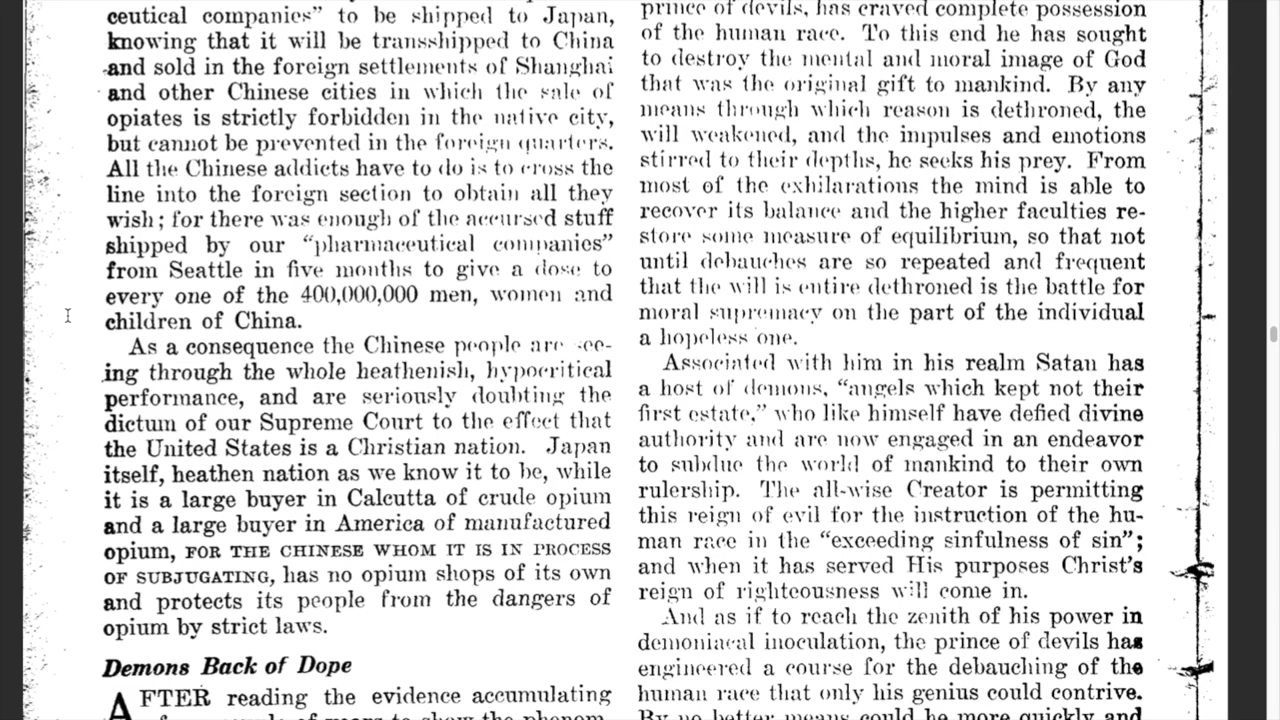 ceutical companies" to be shipped to Japan,
knowing that it will be transshipped to China
and sold in the foreign settlements of Shanghai
and other Chinese cities in which the sale of
opiates is strictly forbidden in the native city,
but cannot be prevented in the foreign quarters.
All the Chinese addicts have to do is to cross the
line into the foreign section to obtain all they
wish; for there was enough of the accursed stuff
shipped by our "pharmaceutical companies"
from Seattle in five months to give a dose to
every one of the 400,000,000 men, women and
children of China.
As a consequence the Chinese people are see-
ing through the whole heathenish, hypocritical
performance, and are seriously doubting the
dictum of our Supreme Court to the effect that
the United States is a Christian nation. Japan
itself, heathen nation as we know it to be, while
it is a large buyer in Calcutta of crude opium
and a large buyer in America of manufactured
opium, FOR THE CHINESE WHOM IT IS IN PROCESS
OF SUBJUGATING, has no opium shops of its own
and protects its people from the dangers of
opium by strict laws.
Demons Back of Dope
AFTER reading the evidence accumulating
of years to show the phenom-
prince of devils, has craved complete possession
of the human race. To this end he has sought
to destroy the mental and moral image of God
that was the original gift to mankind. By any
means through which reason is dethroned, the
will weakened, and the impulses and emotions
stirred to their depths, he seeks his prey. From
most of the exhilarations the mind is able to
recover its balance and the higher faculties re-
store some measure of equilibrium, so that not
until debauches are so repeated and frequent
that the will is entire dethroned is the battle for
moral supremacy on the part of the individual
a hopeless one.
Associated with him in his realm Satan has
a host of demons, "angels which kept not their
first estate," who like himself have defied divine
authority and are now engaged in an endeavor
to subdue the world of mankind to their own
rulership. The all-wise Creator is permitting
this reign of evil for the instruction of the hu-
man race in the "exceeding sinfulness of sin";
and when it has served His purposes Christ's
reign of righteousness will come in.
And as if to reach the zenith of his power in
demoniacal inoculation, the prince of devils has
engineered a course for the debauching of the
human race that only his genius could contrive.
By no better means could he more quickly and